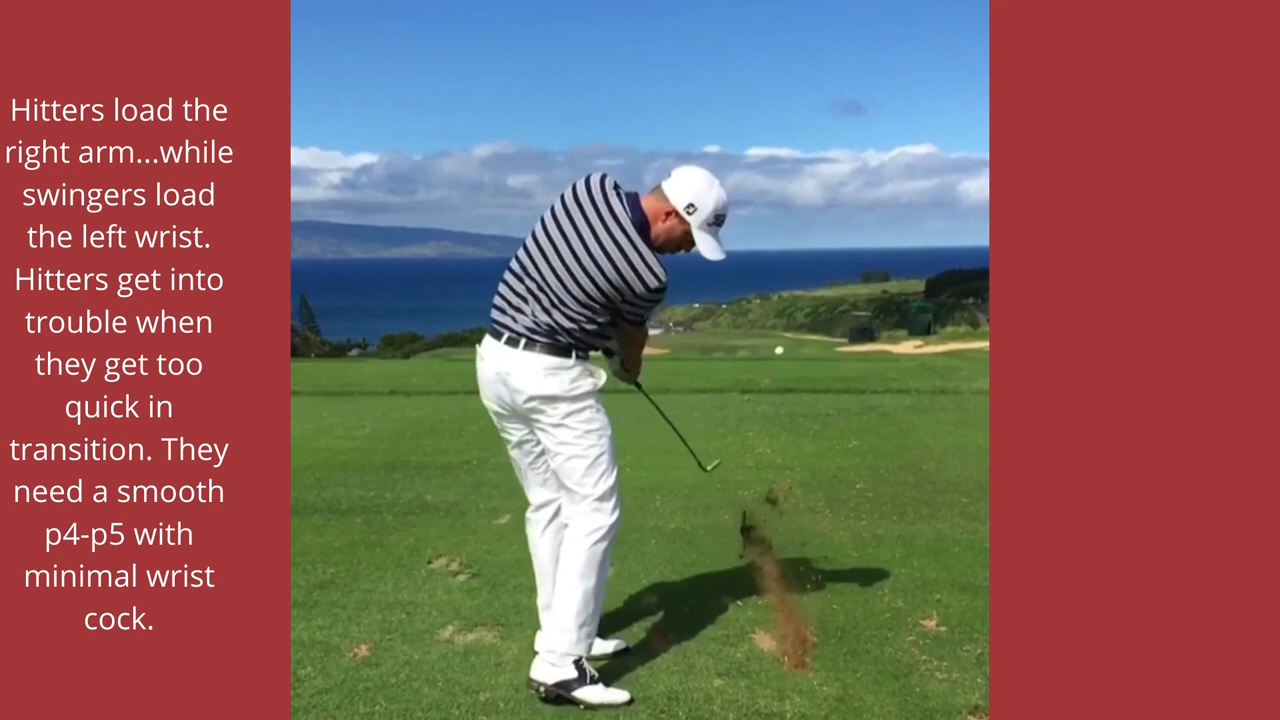 Hitters load the
right arm...while
swingers load
the left wrist.
Hitters get into
trouble when
they get too
quick in
transition. They
need a smooth
p4-p5 with
minimal wrist
cock.